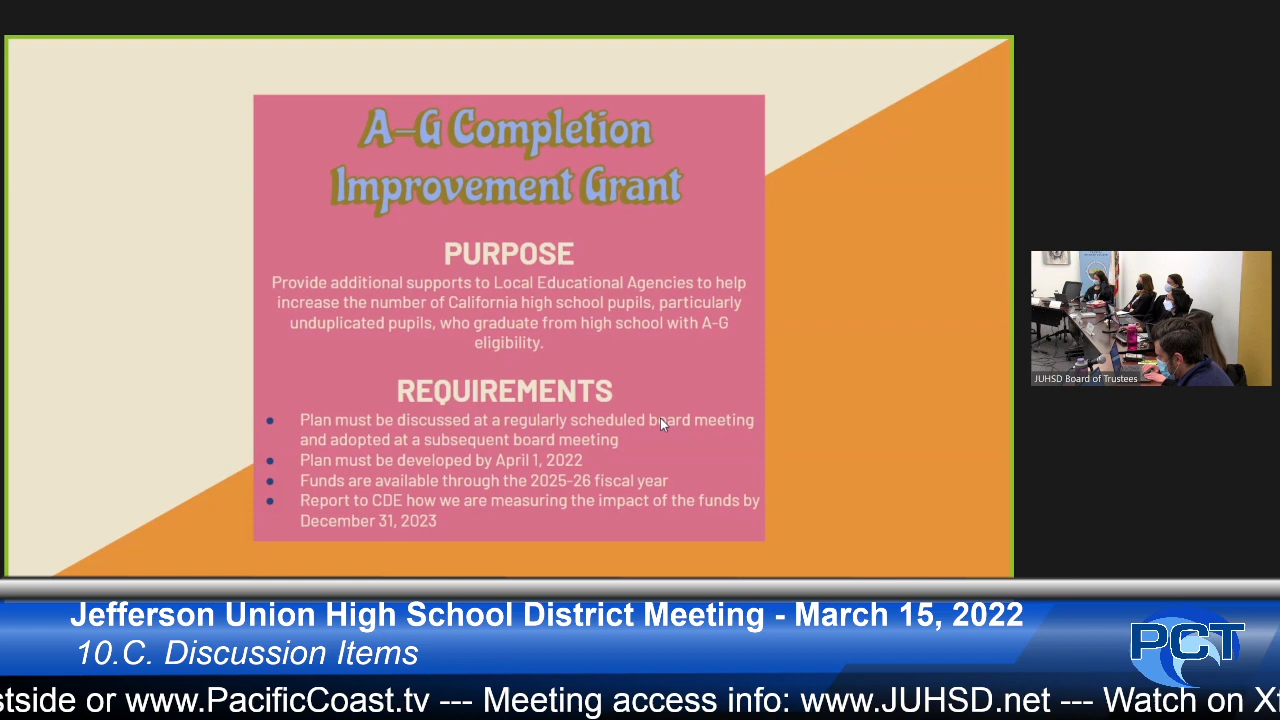 A-G Completion
Improvement Grant
PURPOSE
Provide additional supports to Local Educational Agencies to help
increase the number of California high school pupils, particularly
unduplicated pupils, who graduate from high school with A-G
eligibility.
REQUIREMENTS
Plan must be discussed at a regularly scheduled board meeting
and adopted at a subsequent board meeting
Plan must be developed by April 1, 2022
Funds are available through the 2025-26 fiscal year
Report to CDE how we are measuring the impact of the funds by
December 31, 2023
JUHSD Board of Trustees
Jefferson Union High School District Meeting - March 15, 2022
10.C. Discussion Items
PCT
stside or www.PacificCoast.tv --- Meeting access info: www.JUHSD.net --- Watch on Xf